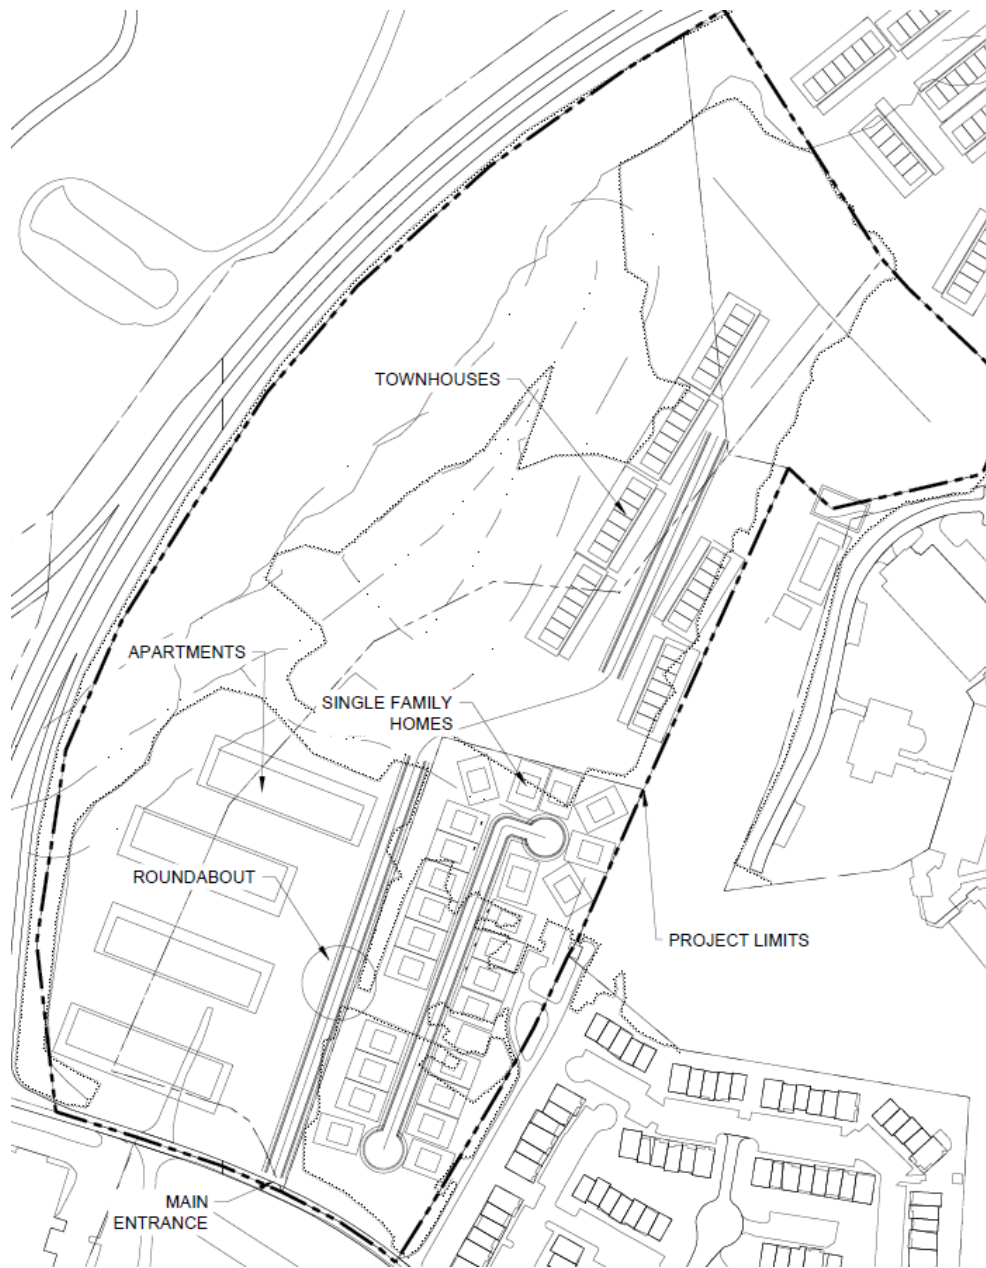 TOWNHOUSES
APARTMENTS
SINGLE FAMILY
HOMES
ROUNDABOUT
PROJECT LIMITS
MAIN
ENTRANCE